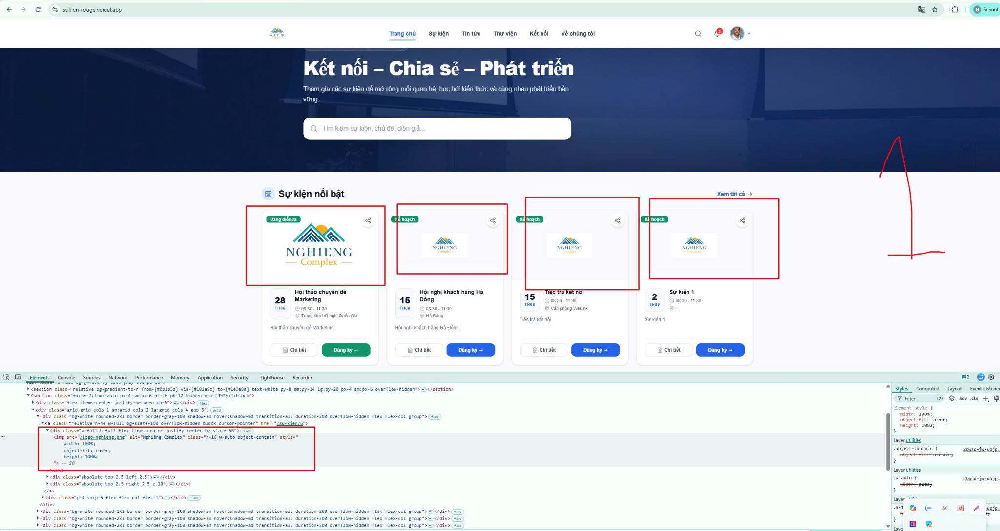 sukien-rouge.vercel.app
N School
NGHIENG
Complex
Trang chủ Sự kiện Tin tức Thư viện Kết nối Về chúng tôi
3
Kết nối – Chia sẻ – Phát triển
Tham gia các sự kiện để mở rộng mối quan hệ, học hỏi kiến thức và cùng nhau phát triển bền
vững.
Tìm kiếm sự kiện, chủ đề, diễn giả...
Sự kiện nổi bật
Xem tất cả →
Đang diễn ra
NGHIENG
Complex
28
TH06
Hội thảo chuyên đề
Marketing
08:30 - 11:30
Trung tâm hội nghị Quốc Gia
Hội thảo chuyên đề Marketing
Chi tiết Đăng ký →
Kế hoạch
NGHIENG
Complex
15
TH08
Hội nghị khách hàng Hà
Đông
08:30 - 11:30
Hà Đông
Hội nghị khách hàng Hà Đông
Chi tiết Đăng ký →
Kế hoạch
NGHIENG
Complex
15
TH08
Tiệc trà kết nối
08:30 - 11:30
Văn phòng WeLink
Tiệc trà kết nối
Chi tiết Đăng ký →
Kế hoạch
NGHIENG
Complex
2
TH09
Sự kiện 1
08:30 - 11:30
-
Sự kiện 1
Chi tiết Đăng ký →
Elements Console Sources Network Performance Memory Application Security Lighthouse Recorder
2
<section class="relative bg-gradient-to-r from-[#0b1b3d] via-[#102a5c] to-[#1e3a8a] text-white py-8 sm:py-14 lg:py-20 px-4 sm:px-6 overflow-hidden">…</section>
<section class="max-w-7xl mx-auto px-4 sm:px-6 pt-10 pb-12 hidden min-[992px]:block">
<div class="flex items-center justify-between mb-6">…</div> flex
<div class="grid grid-cols-1 sm:grid-cols-2 lg:grid-cols-4 gap-5"> grid
<div class="bg-white rounded-2xl border border-gray-100 shadow-sm hover:shadow-md transition-all duration-200 overflow-hidden flex flex-col group"> flex
<a class="relative h-44 w-full bg-slate-100 overflow-hidden block cursor-pointer" href="/su-kien/6">
<div class="w-full h-full flex items-center justify-center bg-slate-50"> flex
<img src="/logo-nghieng.png" alt="Nghiêng Complex" class="h-16 w-auto object-contain" style="
width: 100%;
object-fit: cover;
height: 100%;
"> == $0
</div>
<div class="absolute top-2.5 left-2.5">…</div>
<div class="absolute top-2.5 right-2.5 z-10">…</div>
</a>
<div class="p-4 sm:p-5 flex flex-col flex-1">…</div> flex
</div>
<div class="bg-white rounded-2xl border border-gray-100 shadow-sm hover:shadow-md transition-all duration-200 overflow-hidden flex flex-col group">…</div> flex
<div class="bg-white rounded-2xl border border-gray-100 shadow-sm hover:shadow-md transition-all duration-200 overflow-hidden flex flex-col group">…</div> flex
<div class="bg-white rounded-2xl border border-gray-100 shadow-sm hover:shadow-md transition-all duration-200 overflow-hidden flex flex-col group">…</div> flex
Styles Computed Layout Event Listener
Filter :hov .cls
element.style {
width: 100%;
object-fit: cover;
height: 100%;
}
Layer utilities
.object-contain { 2bwsd-jw-ubjp.
object-fit: contain;
}
Layer utilities
.w-auto { 2bwsd-jw-ubjp.
width: auto;
}
Layer
ubjp.
}
Laye